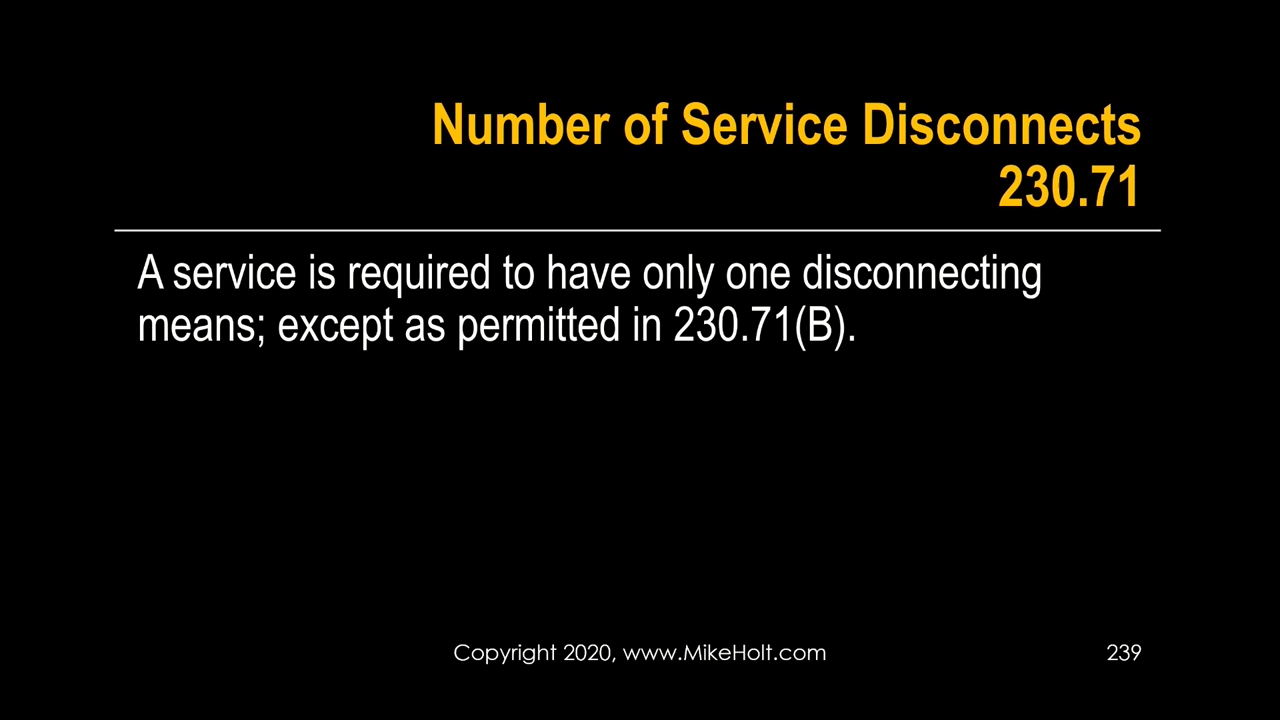 Number of Service Disconnects
230.71
A service is required to have only one disconnecting
means; except as permitted in 230.71(B).
Copyright 2020, www.MikeHolt.com
239